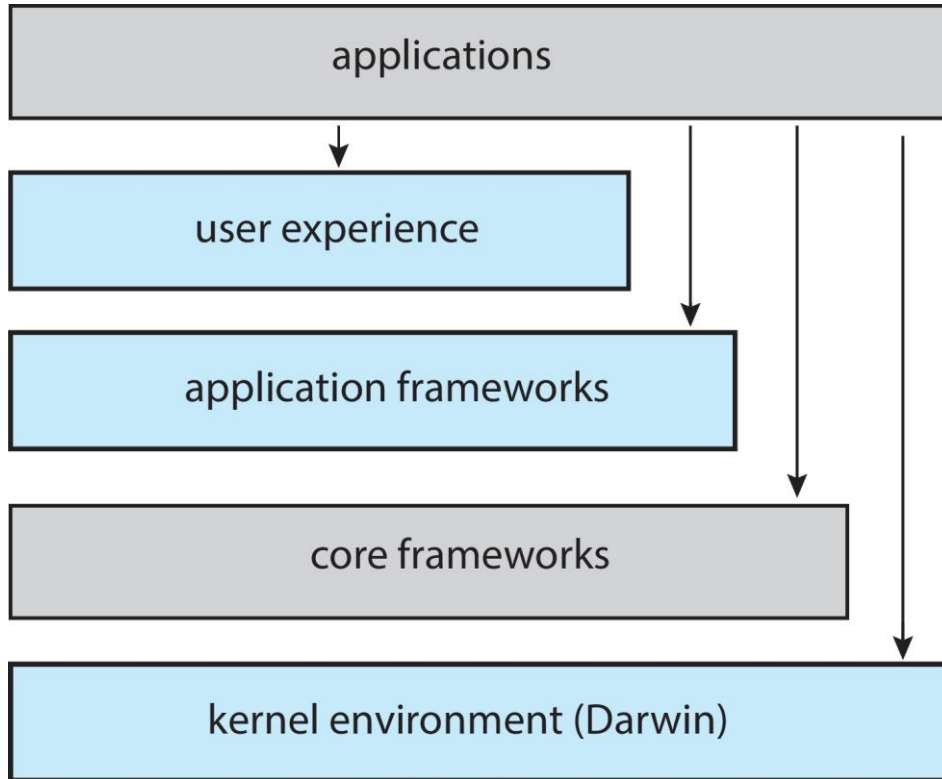 applications
user experience
application frameworks
core frameworks
kernel environment (Darwin)